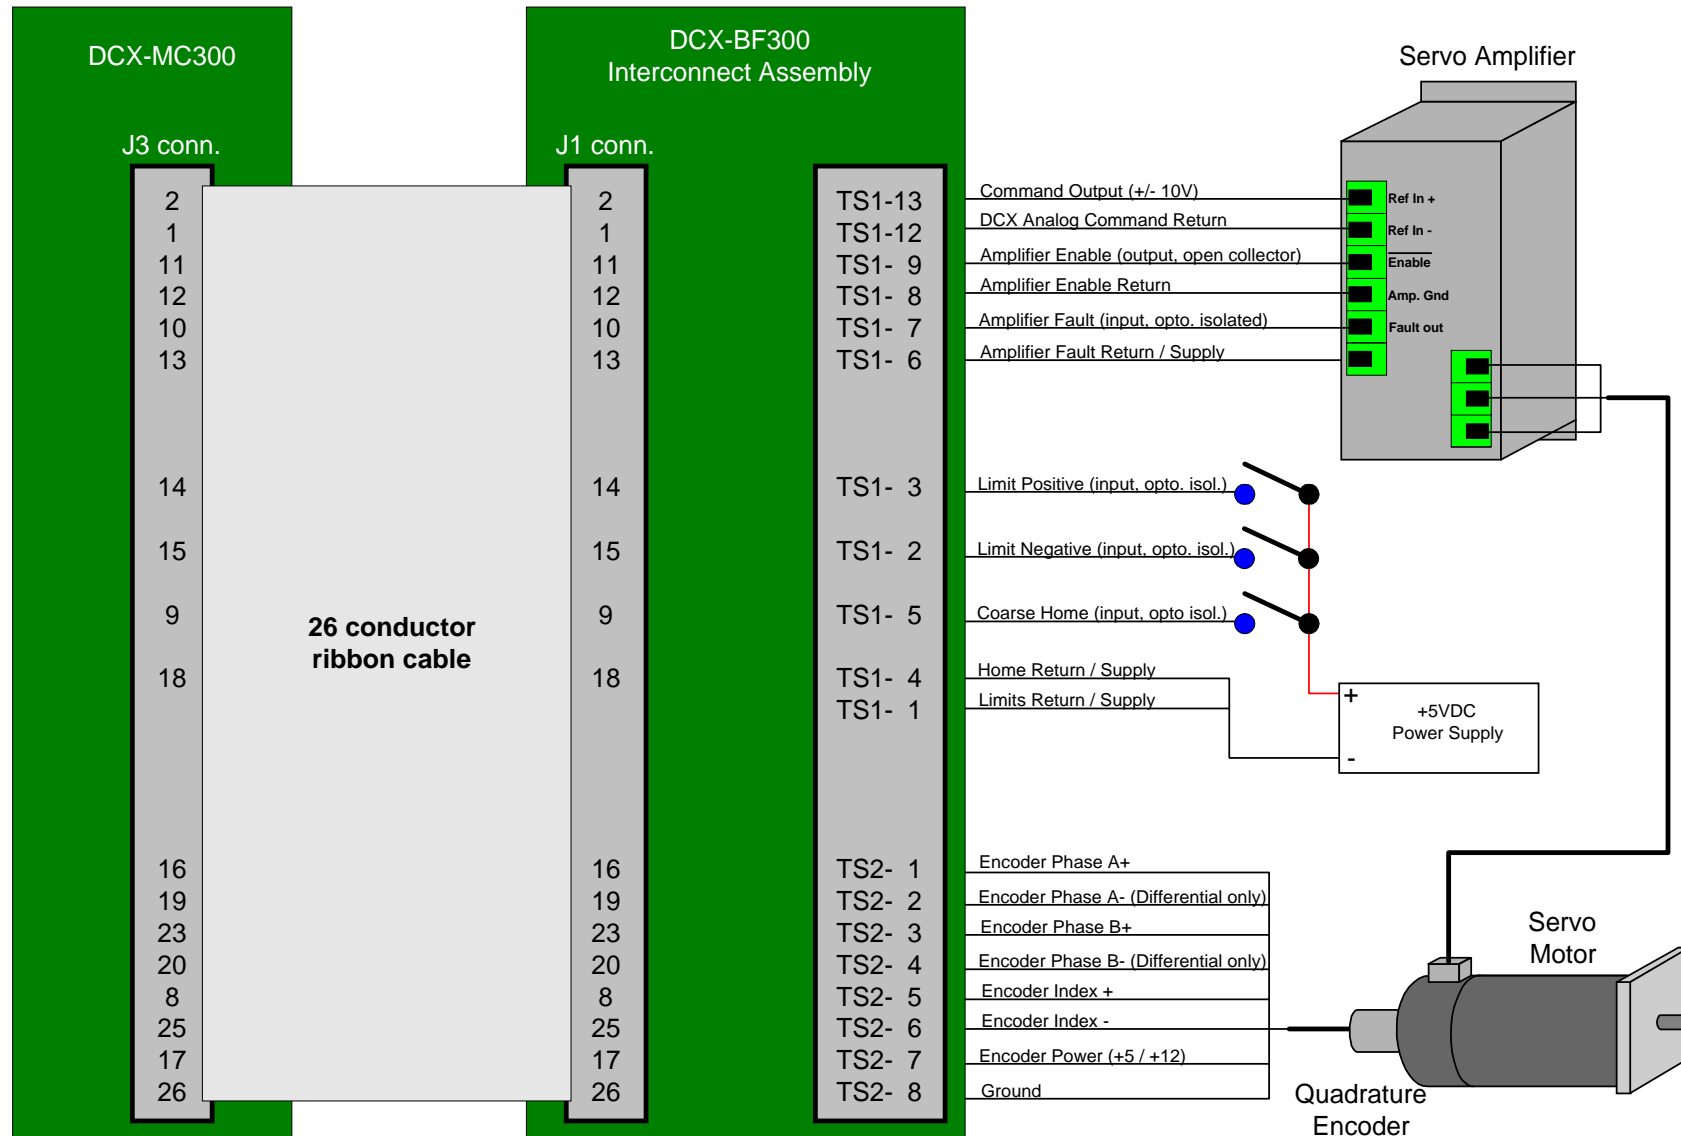 DCX-MC300
DCX-BF300
Interconnect Assembly
Servo Amplifier
J3 conn.
J1 conn.
2 2 TS1-13 Command Output (+/- 10V) Ref In +
1 1 TS1-12 DCX Analog Command Return Ref In -
11 11 TS1- 9 Amplifier Enable (output, open collector) Enable
12 12 TS1- 8 Amplifier Enable Return Amp. Gnd
10 10 TS1- 7 Amplifier Fault (input, opto. isolated) Fault out
13 13 TS1- 6 Amplifier Fault Return / Supply
14 14 TS1- 3 Limit Positive (input, opto. isol.)
15 15 TS1- 2 Limit Negative (input, opto. isol.)
9 9 TS1- 5 Coarse Home (input, opto isol.)
26 conductor
ribbon cable
18 18 TS1- 4 Home Return / Supply
TS1- 1 Limits Return / Supply
+
+5VDC
Power Supply
-
16 16 TS2- 1 Encoder Phase A+
19 19 TS2- 2 Encoder Phase A- (Differential only)
23 23 TS2- 3 Encoder Phase B+
20 20 TS2- 4 Encoder Phase B- (Differential only)
8 8 TS2- 5 Encoder Index +
25 25 TS2- 6 Encoder Index -
17 17 TS2- 7 Encoder Power (+5 / +12)
26 26 TS2- 8 Ground
Servo
Motor
Quadrature
Encoder